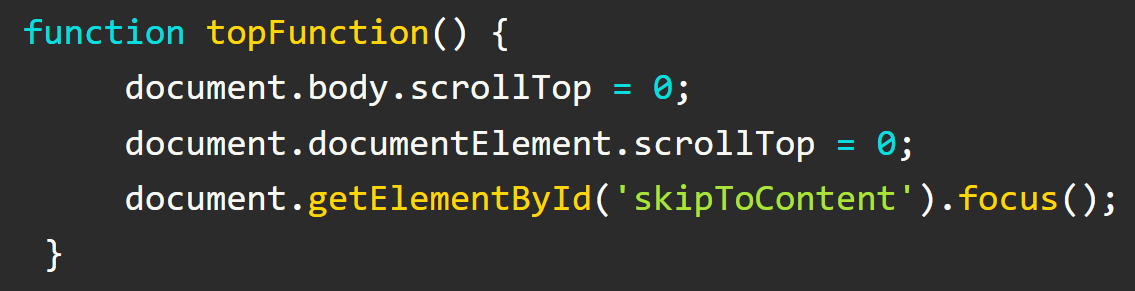 function topFunction() {
document.body.scrollTop = 0;
document.documentElement.scrollTop = 0;
document.getElementById('skipToContent').focus();
}